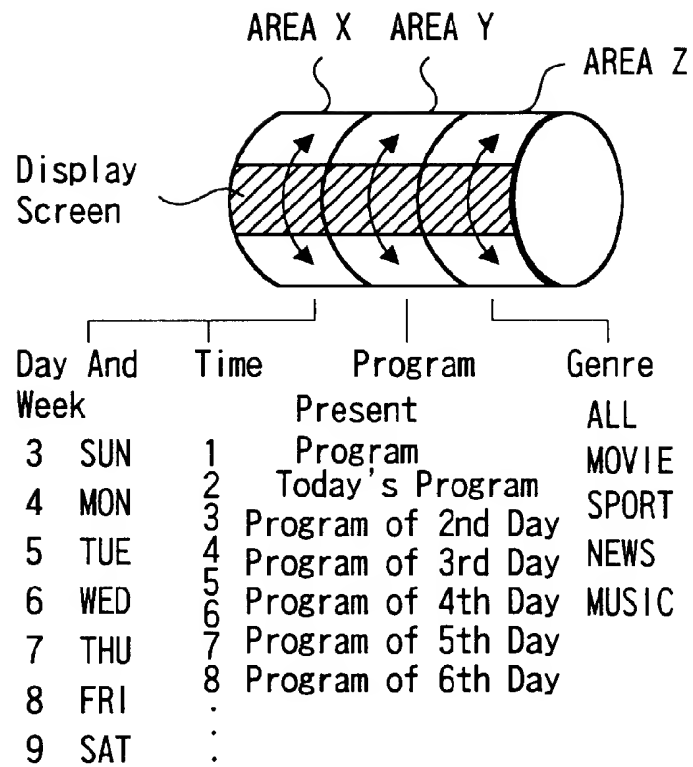 AREA X AREA Y
AREA Z
Display
Screen
Day And
Week
3 SUN
4 MON
5 TUE
6 WED
7 THU
8 FRI
9 SAT
Time
1
2
3
4
5
6
7
8
.
.
.
Program
Present
Program
Today's Program
Program of 2nd Day
Program of 3rd Day
Program of 4th Day
Program of 5th Day
Program of 6th Day
Genre
ALL
MOVIE
SPORT
NEWS
MUSIC